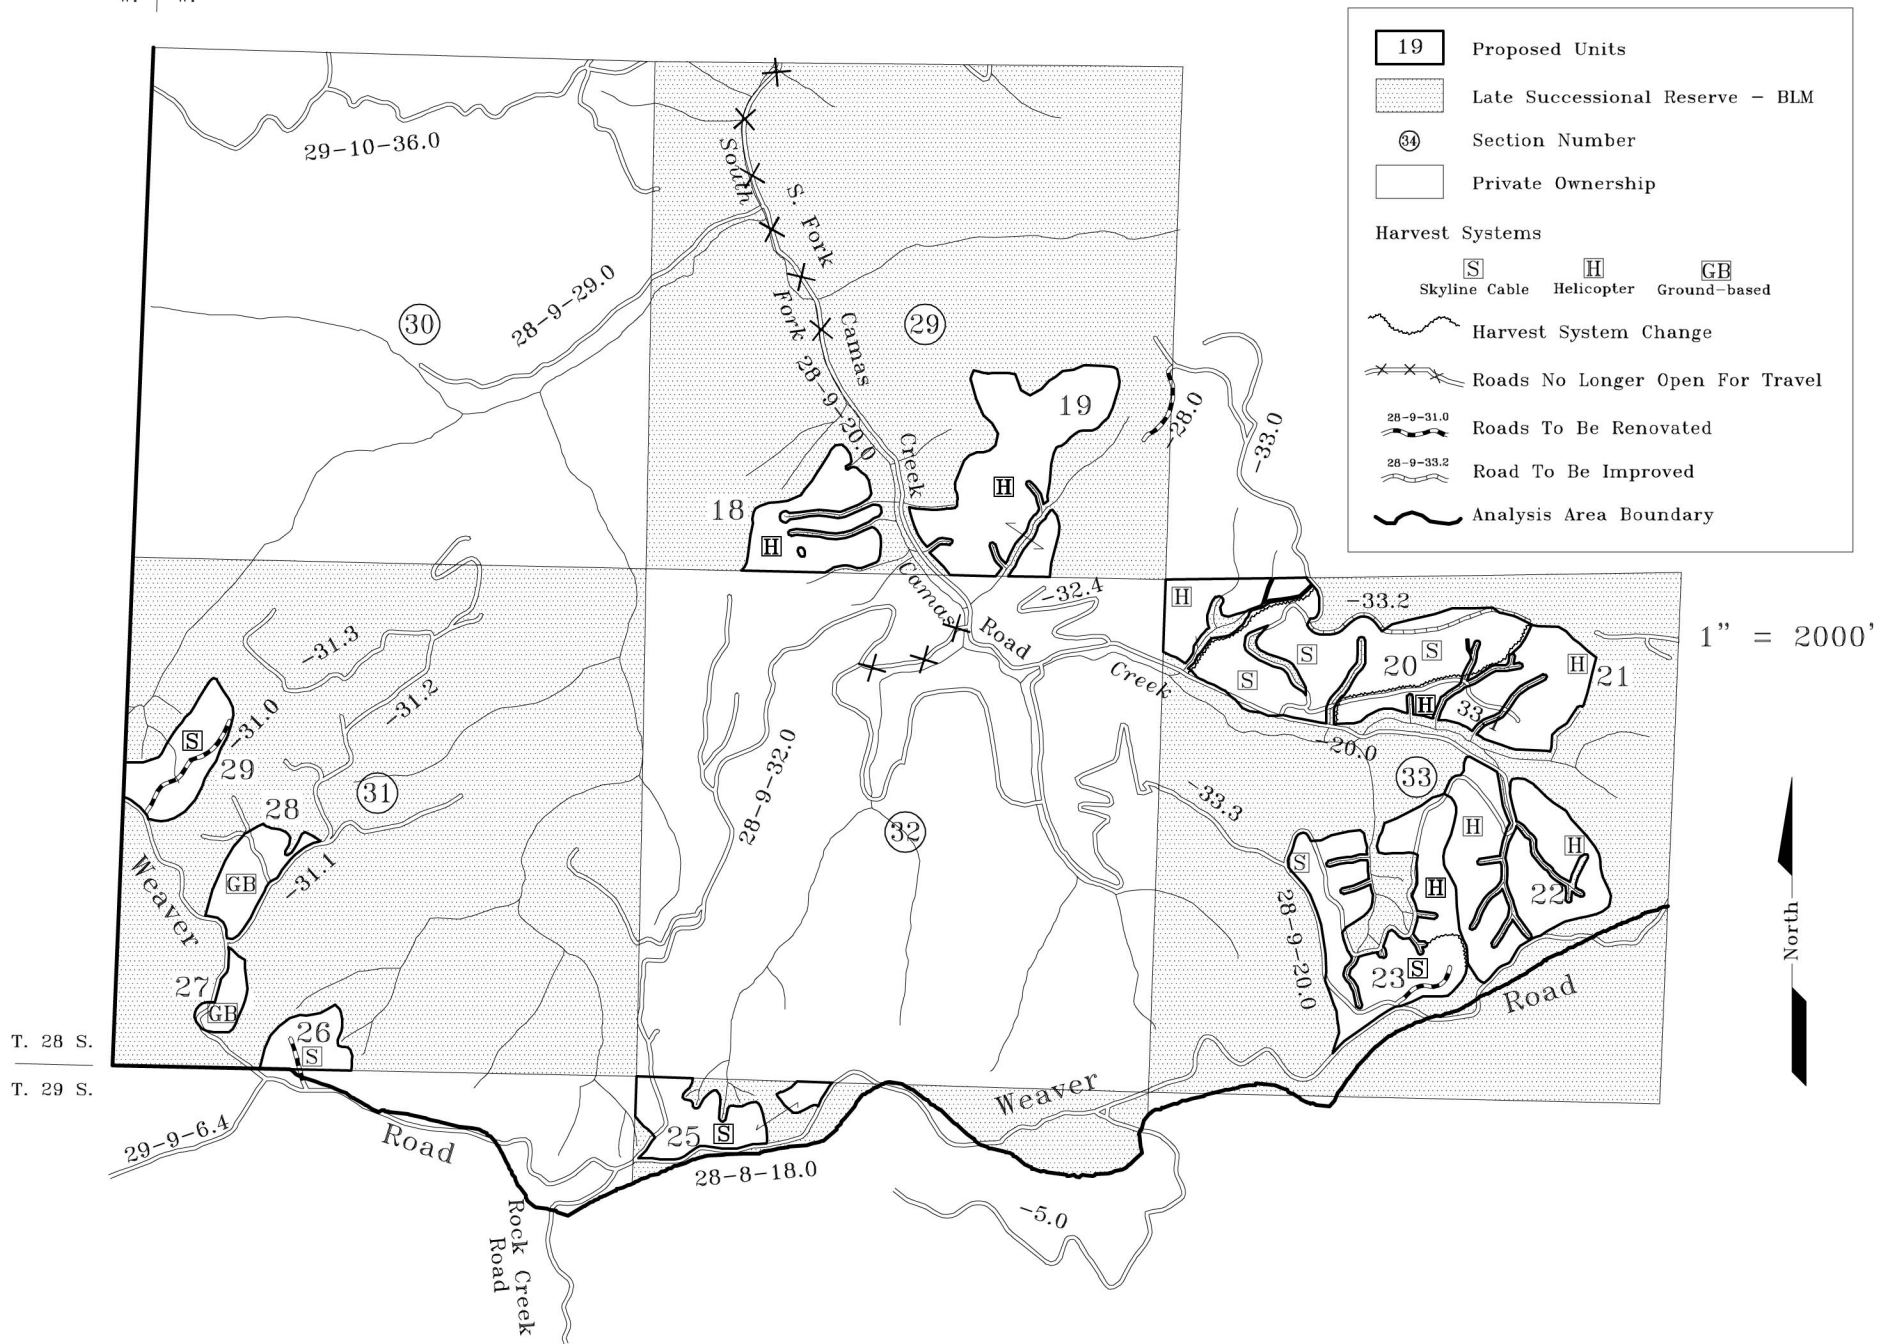 19 Proposed Units
Late Successional Reserve - BLM
34 Section Number
Private Ownership
Harvest Systems
S H GB
Skyline Cable Helicopter Ground-based
Harvest System Change
Roads No Longer Open For Travel
28-9-31.0
Roads To Be Renovated
28-9-33.2
Road To Be Improved
Analysis Area Boundary
1" = 2000'
North
29-10-36.0
28-9-29.0
30
South
Fork
28-9-20.0
S. Fork
Camas
Creek
29
19
H
18
H
-28.0
-33.0
Camas
Creek
Road
-32.4
-33.2
H
S
S
20
S
H
H
21
-20.0
33
-33.3
-31.3
-31.2
-31.0
S
29
28
31
GB
-31.1
Weaver
27
GB
26
S
28-9-32.0
32
S
H
H
H
22
23
S
28-9-20.0
Road
T. 28 S.
T. 29 S.
29-9-6.4
Road
25
S
28-8-18.0
Weaver
Rock Creek
Road
-5.0